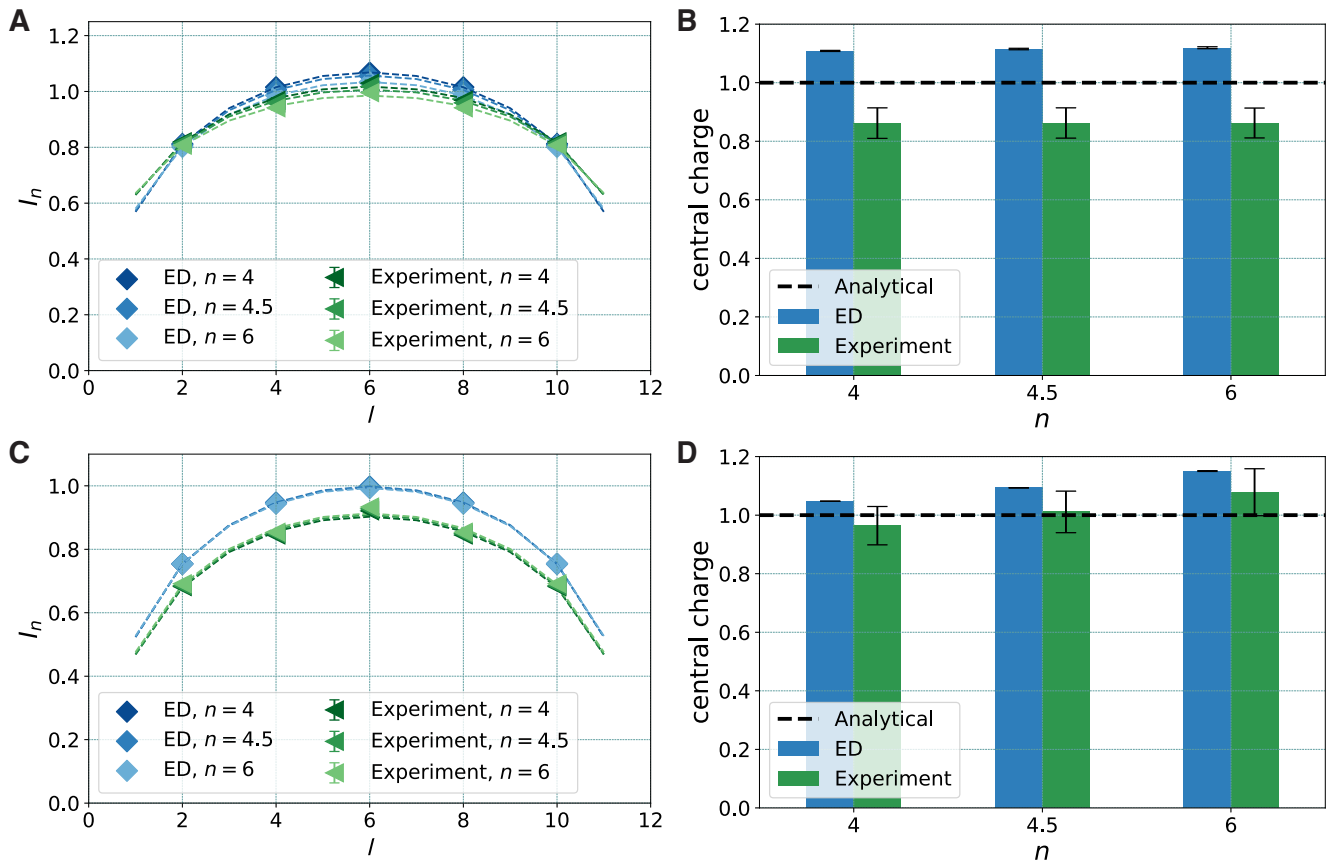 A
1.2
1.0
0.8
0.6
0.4
0.2
0.0
I_n
ED, n = 4
ED, n = 4.5
ED, n = 6
Experiment, n = 4
Experiment, n = 4.5
Experiment, n = 6
0 2 4 6 8 10 12
l
B
1.2
1.0
0.8
0.6
0.4
0.2
0.0
central charge
Analytical
ED
Experiment
4 4.5 6
n
C
1.0
0.8
0.6
0.4
0.2
0.0
I_n
ED, n = 4
ED, n = 4.5
ED, n = 6
Experiment, n = 4
Experiment, n = 4.5
Experiment, n = 6
0 2 4 6 8 10 12
l
D
1.2
1.0
0.8
0.6
0.4
0.2
0.0
central charge
Analytical
ED
Experiment
4 4.5 6
n